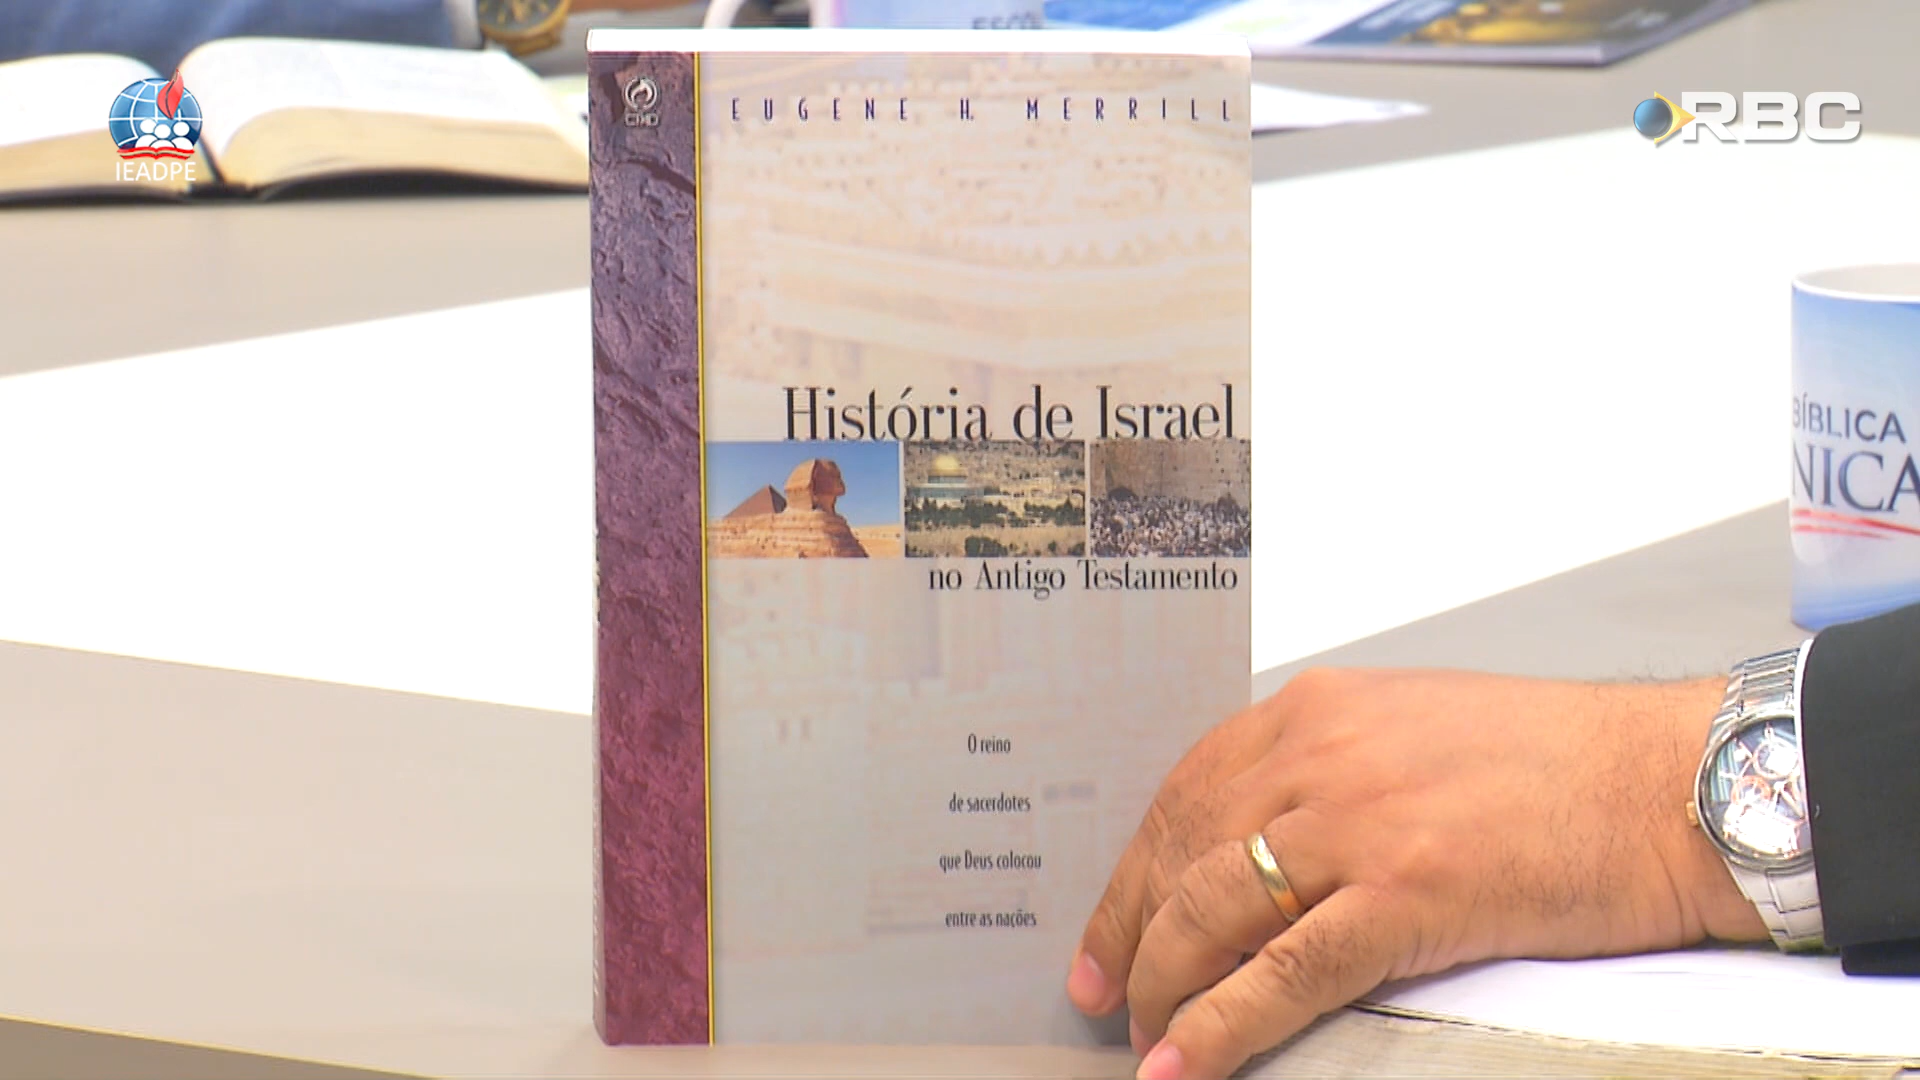 ESCOL
IEADPE
RBC
CPAD
EUGENE H. MERRILL
História de Israel
no Antigo Testamento
O reino
de sacerdotes
que Deus colocou
entre as nações
BÍBLICA
NICA